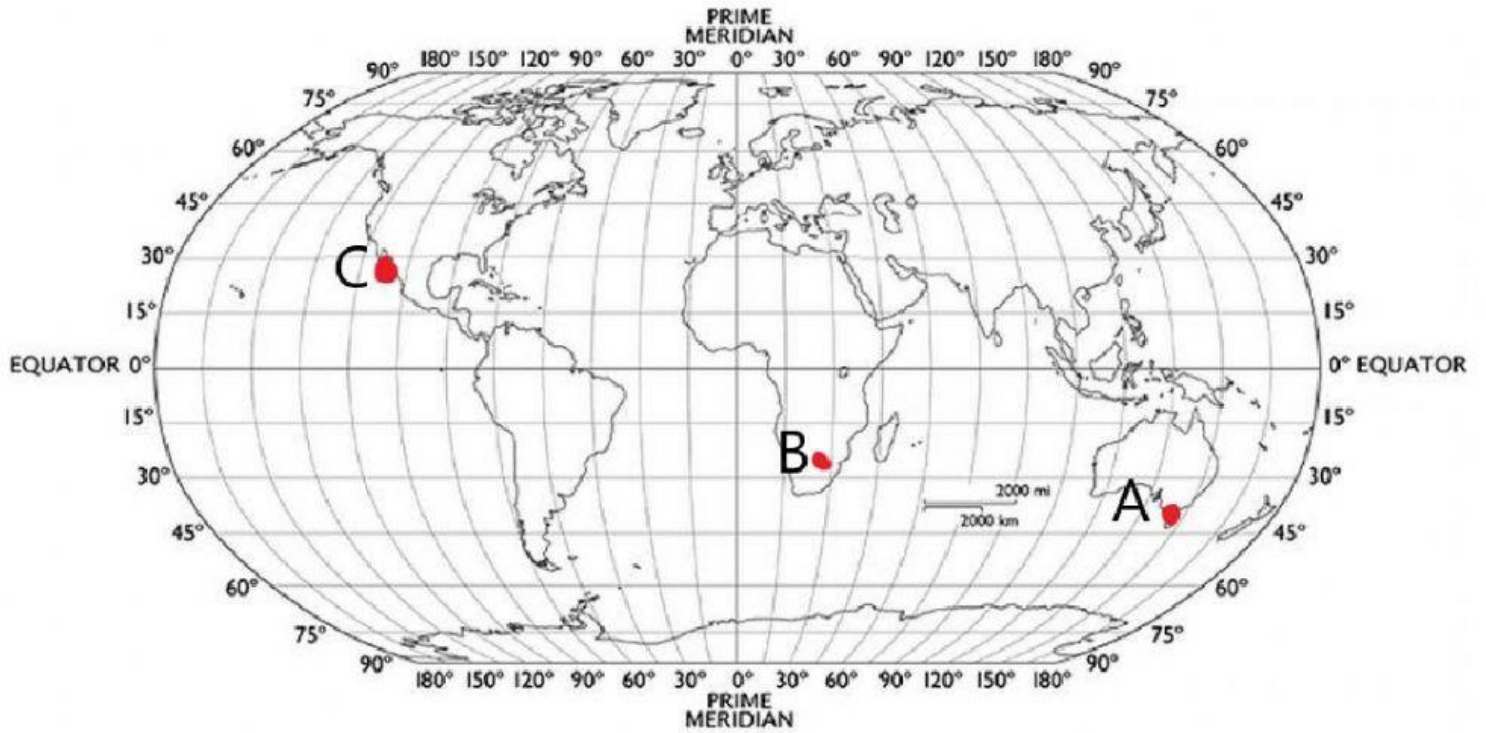 PRIME
MERIDIAN
180° 150° 120° 90° 60° 30° 0° 30° 60° 90° 120° 150° 180°
90° 90°
75° 75°
60° 60°
45° 45°
30° 30°
C
15° 15°
EQUATOR 0° 0° EQUATOR
15° 15°
B
30° 30°
A
2000 mi
2000 km
45° 45°
60° 60°
75° 75°
90° 90°
180° 150° 120° 90° 60° 30° 0° 30° 60° 90° 120° 150° 180°
PRIME
MERIDIAN